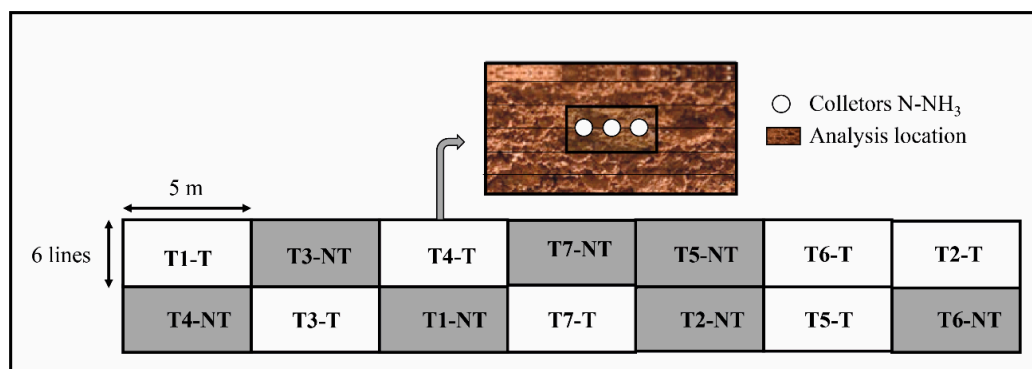 Colletors N-NH₃
Analysis location
5 m
6 lines
T1-T T3-NT T4-T T7-NT T5-NT T6-T T2-T
T4-NT T3-T T1-NT T7-T T2-NT T5-T T6-NT